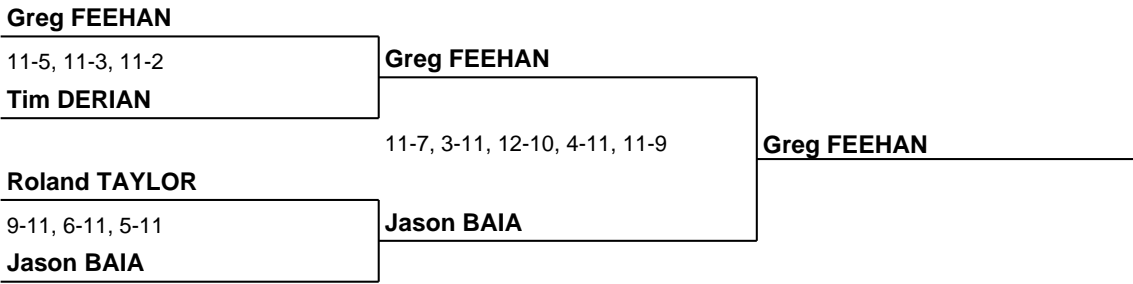 Greg FEEHAN
11-5, 11-3, 11-2
Greg FEEHAN
Tim DERIAN
11-7, 3-11, 12-10, 4-11, 11-9
Greg FEEHAN
Roland TAYLOR
9-11, 6-11, 5-11
Jason BAIA
Jason BAIA